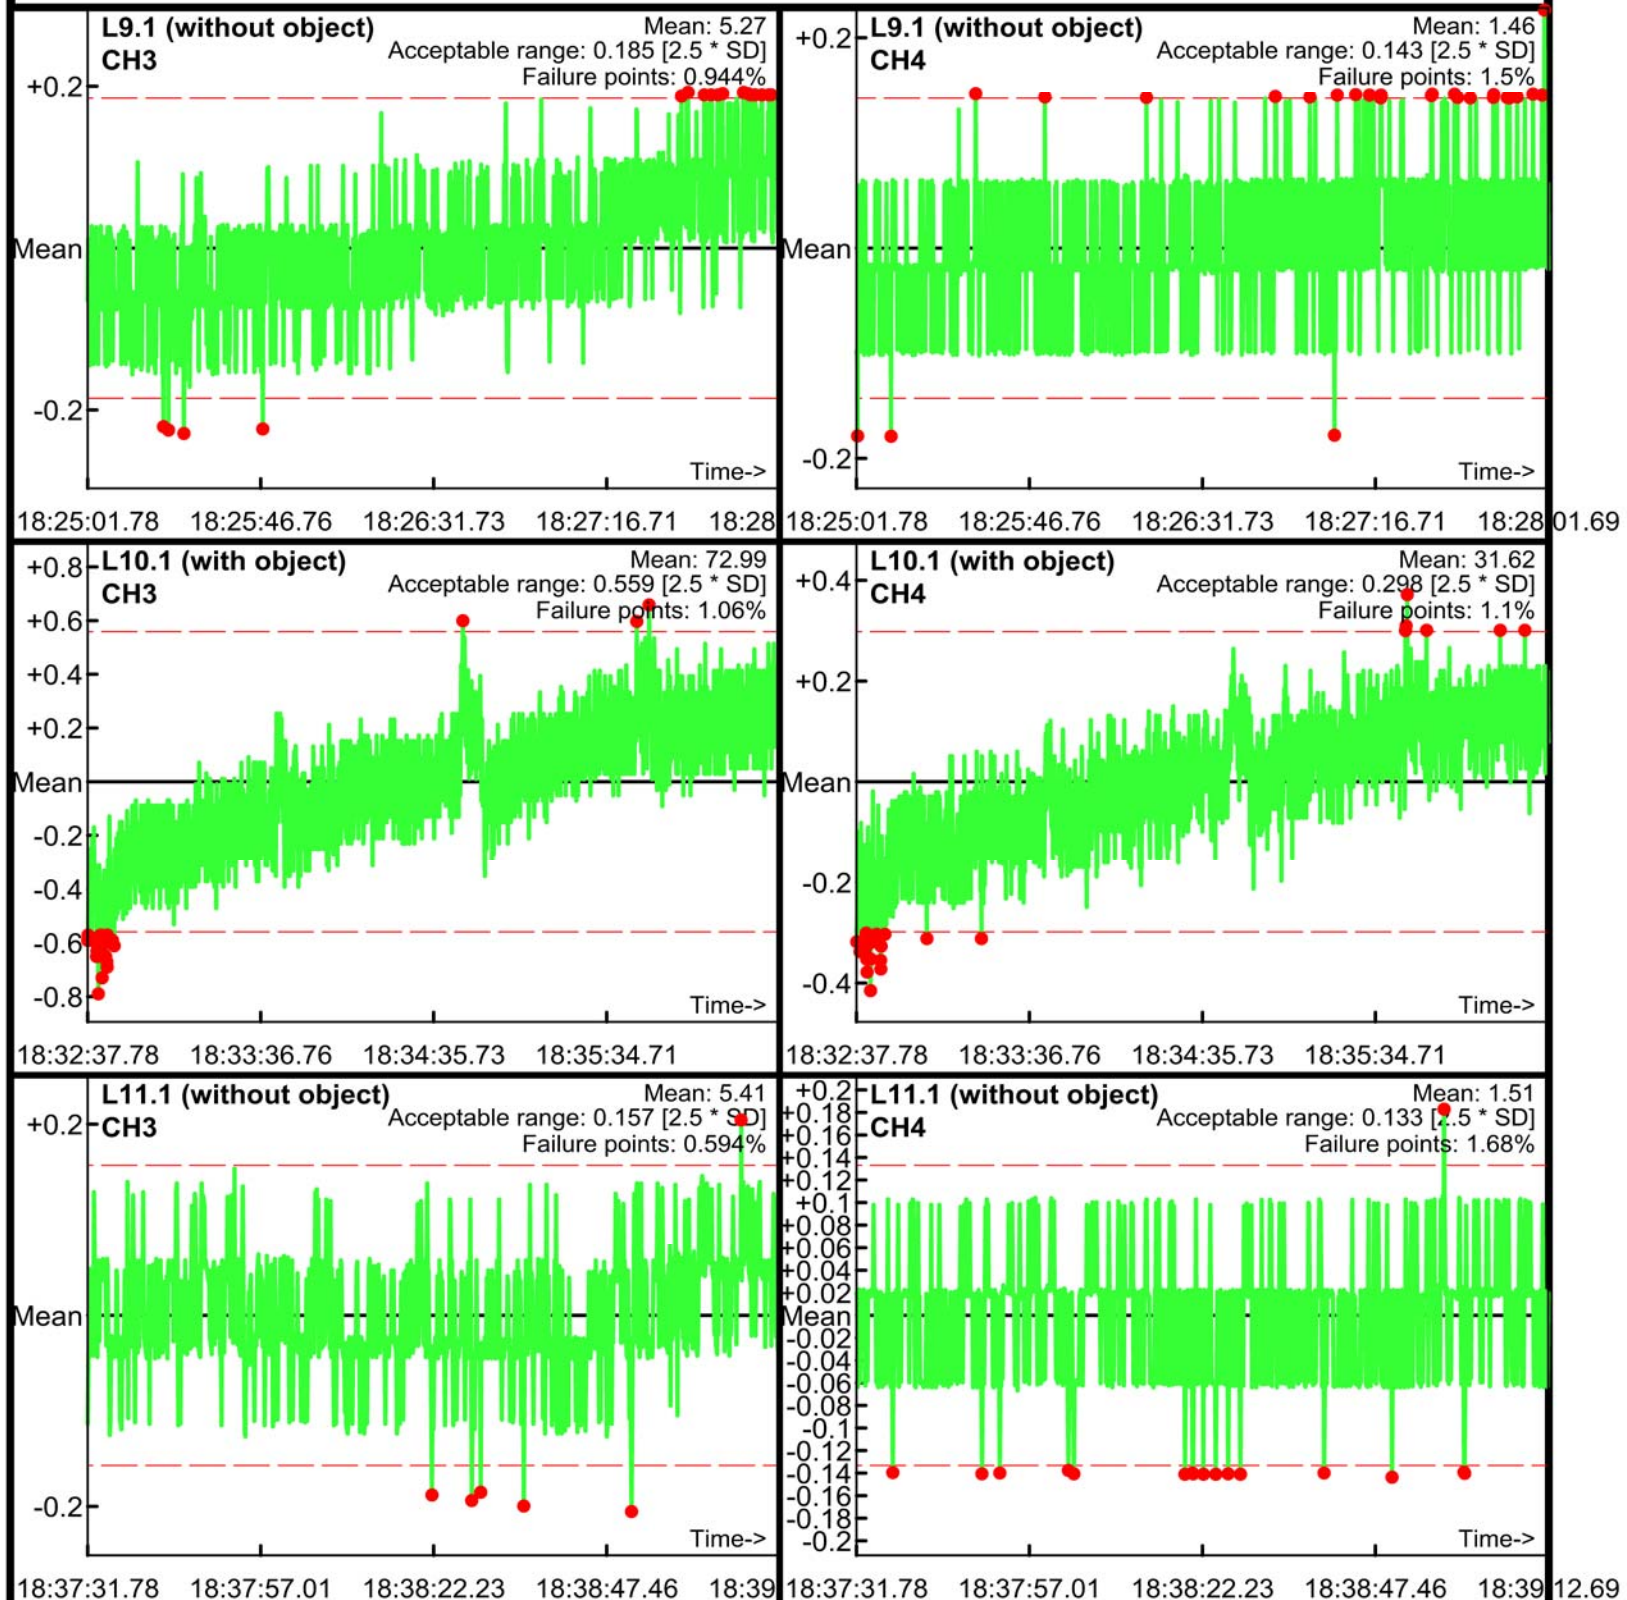 L9.1 (without object)
CH3
Mean: 5.27
Acceptable range: 0.185 [2.5 * SD]
Failure points: 0.944%
+0.2
Mean
-0.2
Time->
18:25:01.78 18:25:46.76 18:26:31.73 18:27:16.71 18:28
L9.1 (without object)
CH4
Mean: 1.46
Acceptable range: 0.143 [2.5 * SD]
Failure points: 1.5%
+0.2
Mean
-0.2
Time->
18:25:01.78 18:25:46.76 18:26:31.73 18:27:16.71 18:28:01.69
L10.1 (with object)
CH3
Mean: 72.99
Acceptable range: 0.559 [2.5 * SD]
Failure points: 1.06%
+0.8
+0.6
+0.4
+0.2
Mean
-0.2
-0.4
-0.6
-0.8
Time->
18:32:37.78 18:33:36.76 18:34:35.73 18:35:34.71
L10.1 (with object)
CH4
Mean: 31.62
Acceptable range: 0.298 [2.5 * SD]
Failure points: 1.1%
+0.4
+0.2
Mean
-0.2
-0.4
Time->
18:32:37.78 18:33:36.76 18:34:35.73 18:35:34.71
L11.1 (without object)
CH3
Mean: 5.41
Acceptable range: 0.157 [2.5 * SD]
Failure points: 0.594%
+0.2
Mean
-0.2
Time->
18:37:31.78 18:37:57.01 18:38:22.23 18:38:47.46 18:39
L11.1 (without object)
CH4
Mean: 1.51
Acceptable range: 0.133 [2.5 * SD]
Failure points: 1.68%
+0.2
+0.18
+0.16
+0.14
+0.12
+0.1
+0.08
+0.06
+0.04
+0.02
Mean
-0.02
-0.04
-0.06
-0.08
-0.1
-0.12
-0.14
-0.16
-0.18
-0.2
Time->
18:37:31.78 18:37:57.01 18:38:22.23 18:38:47.46 18:39:12.69